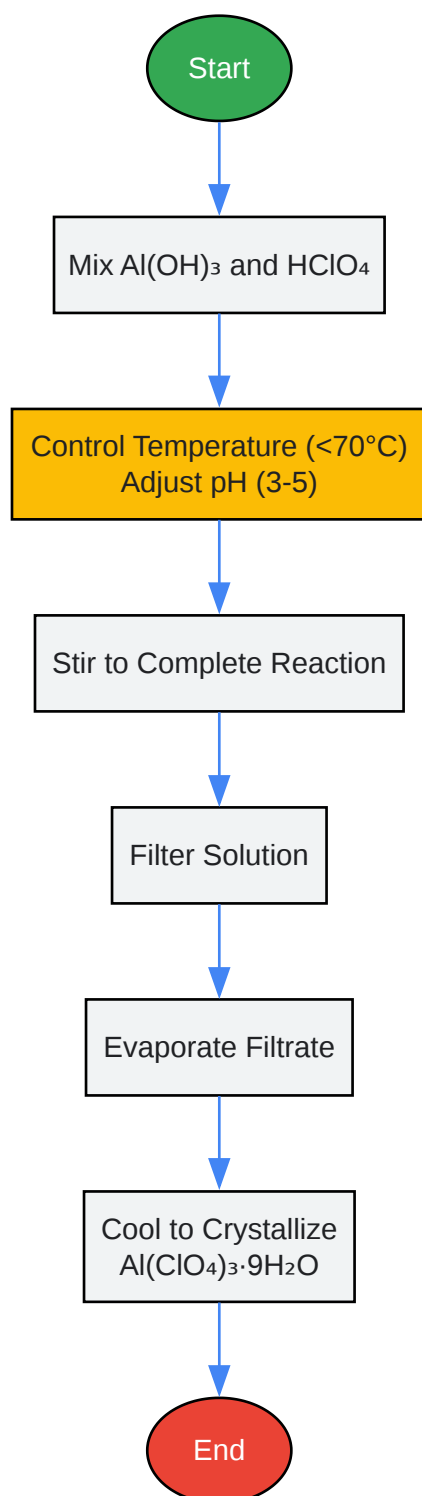 Start
Mix Al(OH)₃ and HClO₄
Control Temperature (<70°C)
Adjust pH (3-5)
Stir to Complete Reaction
Filter Solution
Evaporate Filtrate
Cool to Crystallize
Al(ClO₄)₃·9H₂O
End